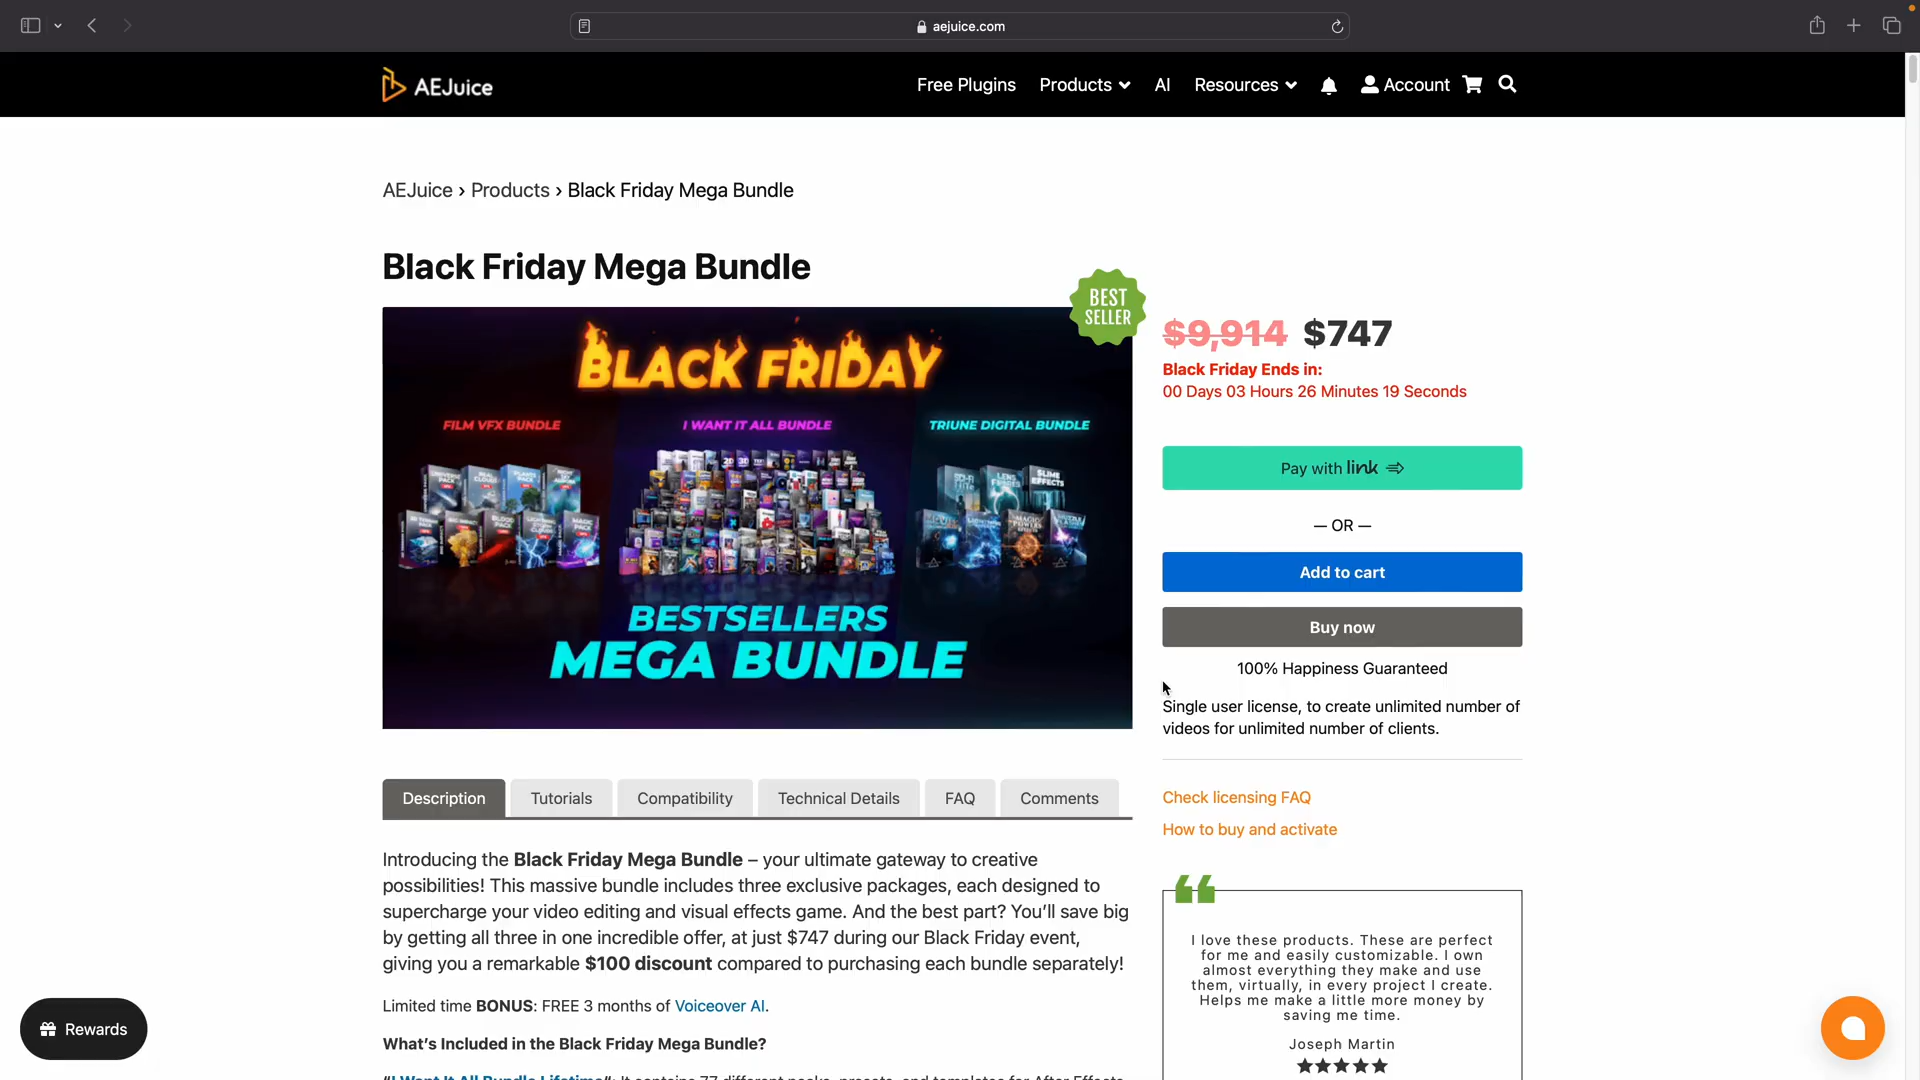 aejuice.com
AEJuice
Free Plugins
Products
AI
Resources
Account
AEJuice › Products › Black Friday Mega Bundle
Black Friday Mega Bundle
BEST
SELLER
BLACK FRIDAY
FILM VFX BUNDLE
I WANT IT ALL BUNDLE
TRIUNE DIGITAL BUNDLE
BESTSELLERS
MEGA BUNDLE
$9,914 $747
Black Friday Ends in:
00 Days 03 Hours 26 Minutes 19 Seconds
Pay with link
— OR —
Add to cart
Buy now
100% Happiness Guaranteed
Single user license, to create unlimited number of
videos for unlimited number of clients.
Check licensing FAQ
How to buy and activate
Description
Tutorials
Compatibility
Technical Details
FAQ
Comments
Introducing the Black Friday Mega Bundle – your ultimate gateway to creative
possibilities! This massive bundle includes three exclusive packages, each designed to
supercharge your video editing and visual effects game. And the best part? You'll save big
by getting all three in one incredible offer, at just $747 during our Black Friday event,
giving you a remarkable $100 discount compared to purchasing each bundle separately!
Limited time BONUS: FREE 3 months of Voiceover AI.
What's Included in the Black Friday Mega Bundle?
I love these products. These are perfect
for me and easily customizable. I own
almost everything they make and use
them, virtually, in every project I create.
Helps me make a little more money by
saving me time.
Joseph Martin
Rewards